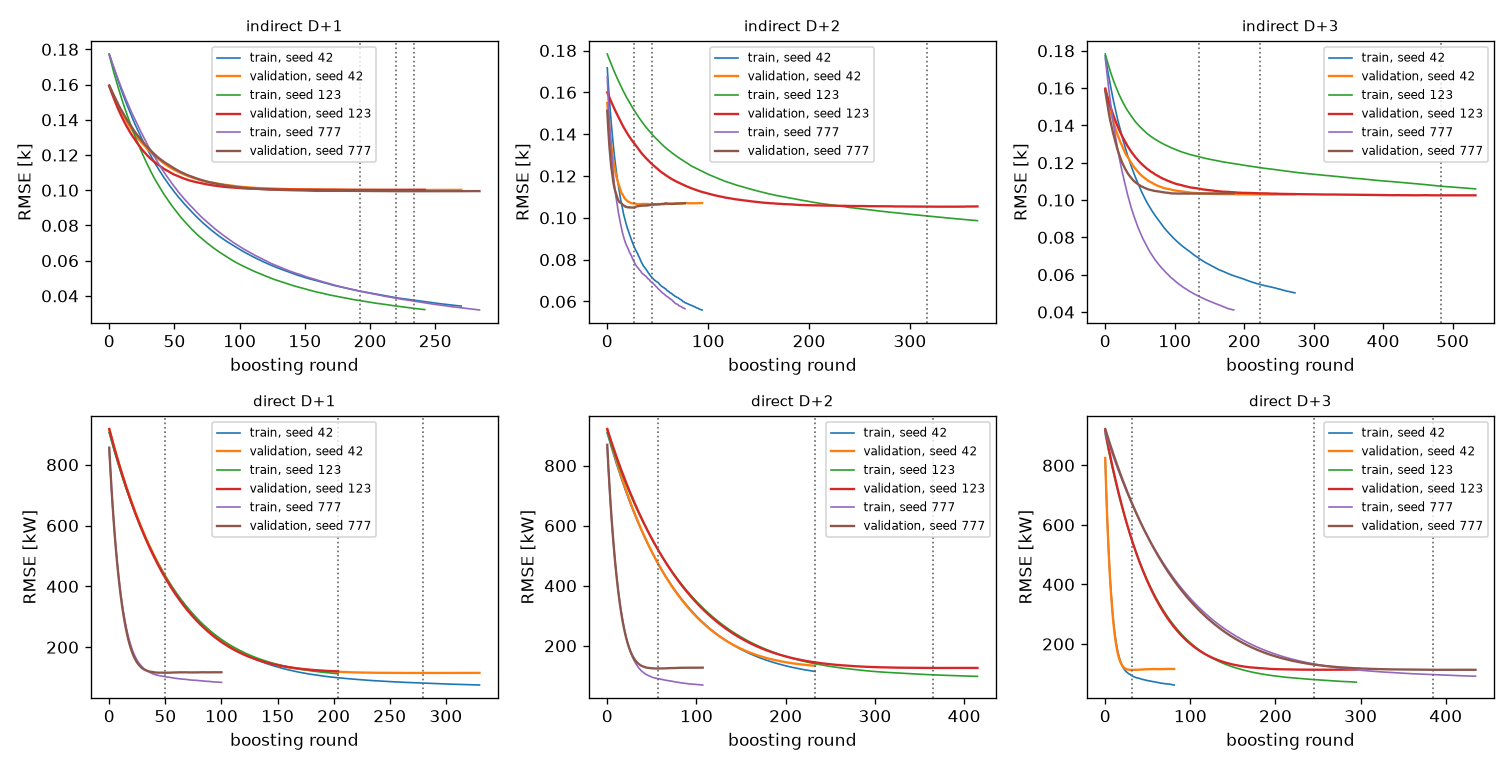 indirect D+1
indirect D+2
indirect D+3
RMSE [k]
0.18
0.16
0.14
0.12
0.10
0.08
0.06
0.04
train, seed 42
validation, seed 42
train, seed 123
validation, seed 123
train, seed 777
validation, seed 777
0
50
100
150
200
250
boosting round
RMSE [k]
0.18
0.16
0.14
0.12
0.10
0.08
0.06
train, seed 42
validation, seed 42
train, seed 123
validation, seed 123
train, seed 777
validation, seed 777
0
100
200
300
boosting round
RMSE [k]
0.18
0.16
0.14
0.12
0.10
0.08
0.06
0.04
train, seed 42
validation, seed 42
train, seed 123
validation, seed 123
train, seed 777
validation, seed 777
0
100
200
300
400
500
boosting round
direct D+1
direct D+2
direct D+3
RMSE [kW]
800
600
400
200
train, seed 42
validation, seed 42
train, seed 123
validation, seed 123
train, seed 777
validation, seed 777
0
50
100
150
200
250
300
boosting round
RMSE [kW]
800
600
400
200
train, seed 42
validation, seed 42
train, seed 123
validation, seed 123
train, seed 777
validation, seed 777
0
100
200
300
400
boosting round
RMSE [kW]
800
600
400
200
train, seed 42
validation, seed 42
train, seed 123
validation, seed 123
train, seed 777
validation, seed 777
0
100
200
300
400
boosting round